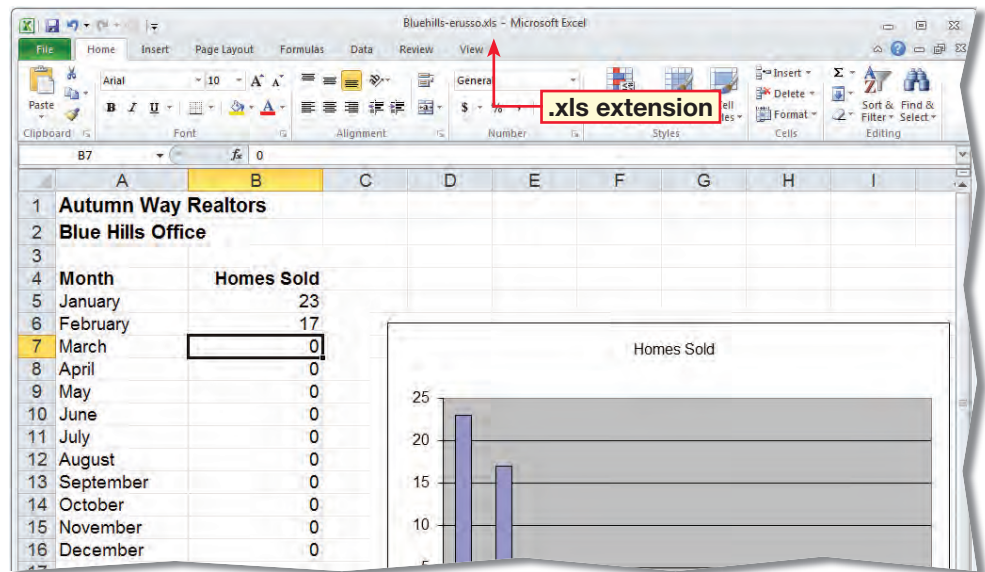 Bluehills-erusso.xls - Microsoft Excel
File Home Insert Page Layout Formulas Data Review View
Paste
Arial 10
B I U
General
$ %
.xls extension
Insert
Delete
Format
Σ
Sort & Filter Find & Select
Clipboard Font Alignment Number Styles Cells Editing
B7 fx 0
A B C D E F G H I
1 Autumn Way Realtors
2 Blue Hills Office
3
4 Month Homes Sold
5 January 23
6 February 17
7 March 0
8 April 0
9 May 0
10 June 0
11 July 0
12 August 0
13 September 0
14 October 0
15 November 0
16 December 0
Homes Sold
25
20
15
10